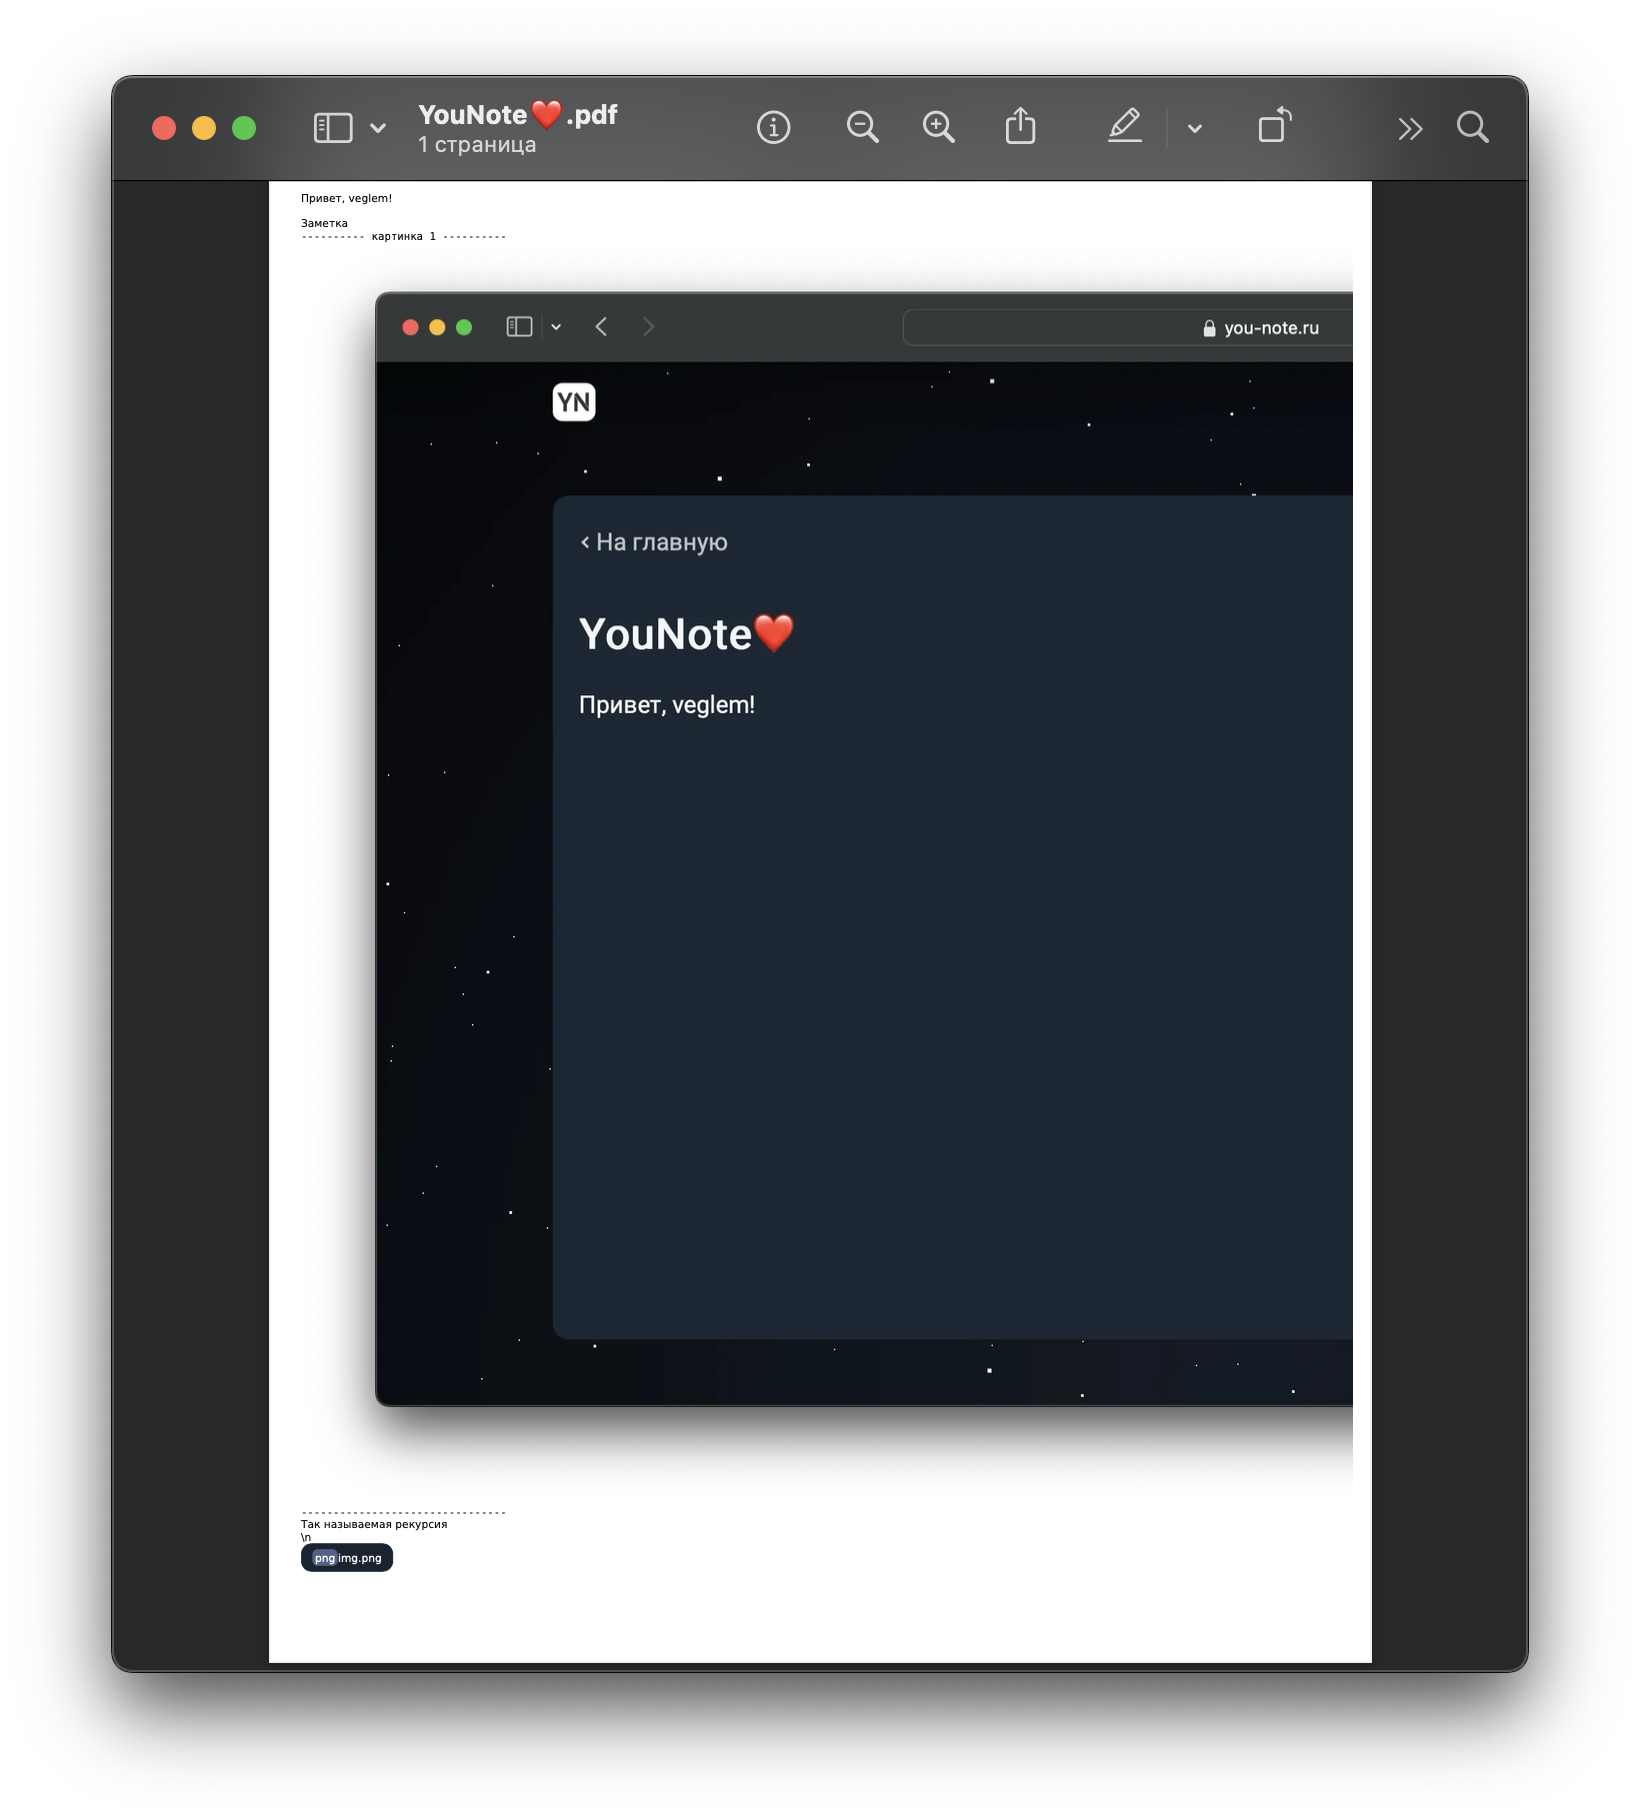 YouNote❤️.pdf
1 страница
Привет, veglem!
Заметка
---------- картинка 1 ----------
you-note.ru
YN
‹ На главную
YouNote❤️
Привет, veglem!
--------------------------------
Так называемая рекурсия
\n
png img.png